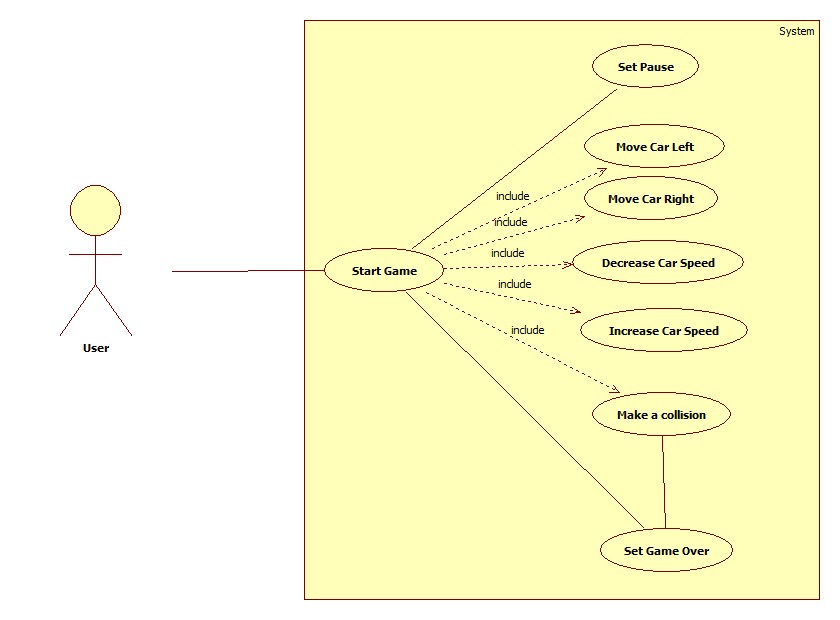 System
Set Pause
Move Car Left
include
Move Car Right
include
include
Decrease Car Speed
Start Game
include
Increase Car Speed
include
User
Make a collision
Set Game Over